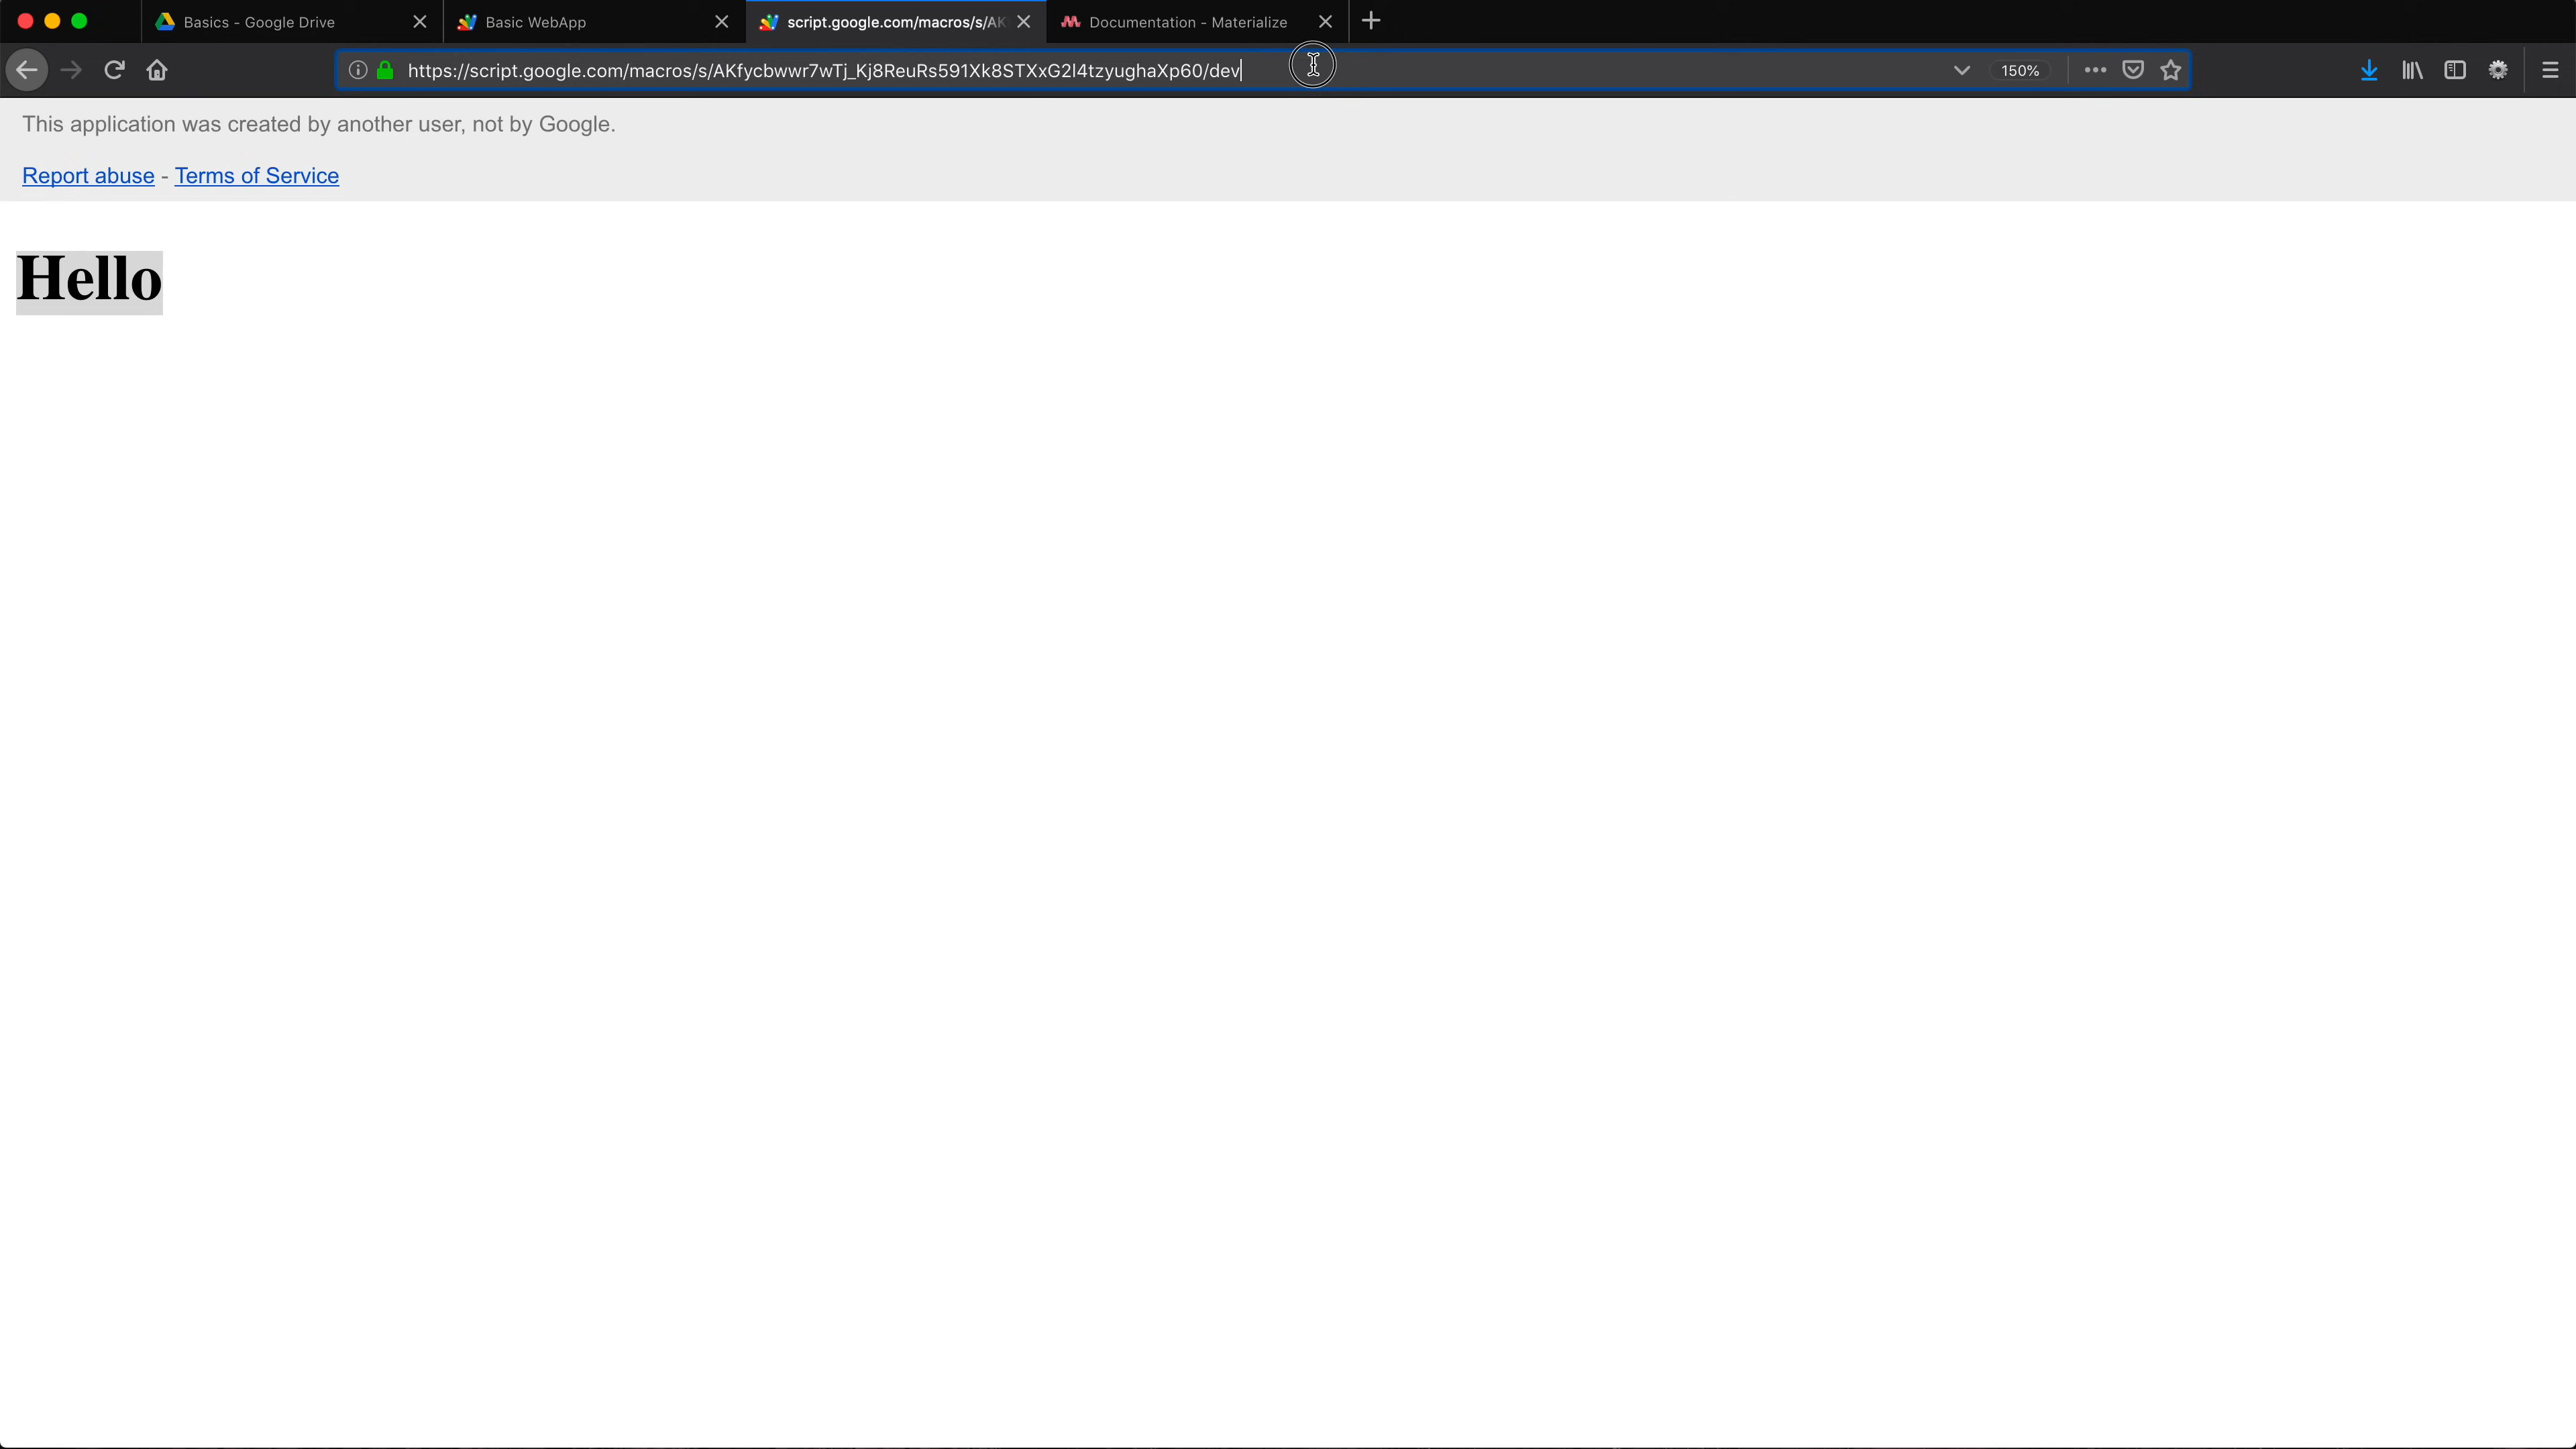 Basics - Google Drive
Basic WebApp
script.google.com/macros/s/AK
Documentation - Materialize
https://script.google.com/macros/s/AKfycbwwr7wTj_Kj8ReuRs591Xk8STXxG2l4tzyughaXp60/dev
150%
This application was created by another user, not by Google.
Report abuse - Terms of Service
Hello